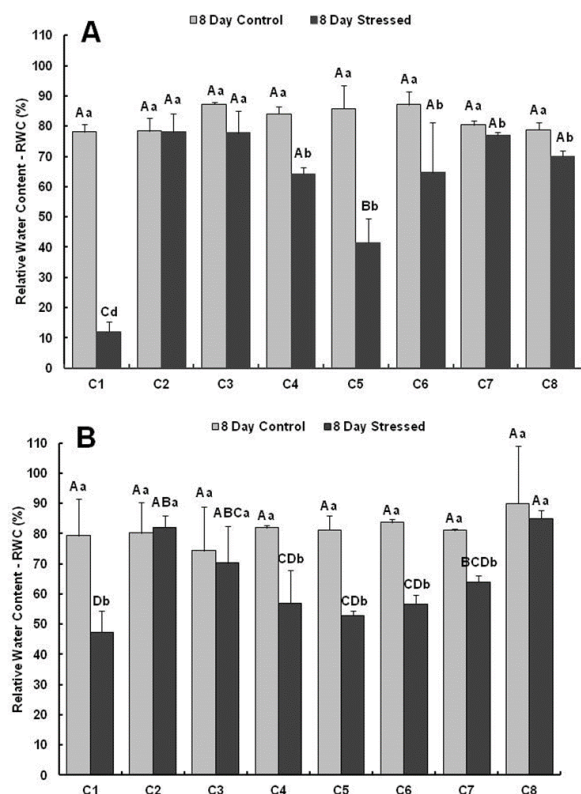 A
8 Day Control 8 Day Stressed
Relative Water Content - RWC (%)
110
100
90
80
70
60
50
40
30
20
10
0
Aa Cd Aa Aa Aa Aa Aa Ab Aa Bb Aa Ab Aa Ab Aa Ab
C1 C2 C3 C4 C5 C6 C7 C8
B
8 Day Control 8 Day Stressed
Relative Water Content - RWC (%)
110
100
90
80
70
60
50
40
30
20
10
0
Aa Db Aa ABa Aa ABCa Aa CDb Aa CDb Aa CDb Aa BCDb Aa Aa
C1 C2 C3 C4 C5 C6 C7 C8